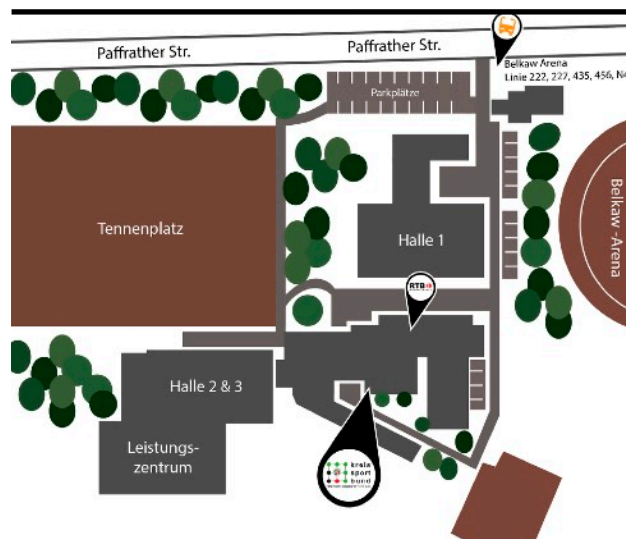 Paffrather Str.
Paffrather Str.
Belkaw Arena
Linie 222, 227, 435, 456, N4
Parkplätze
Tennenplatz
Halle 1
Belkaw -Arena
RTB
Halle 2 & 3
Leistungs-
zentrum
kreis
sport
bund